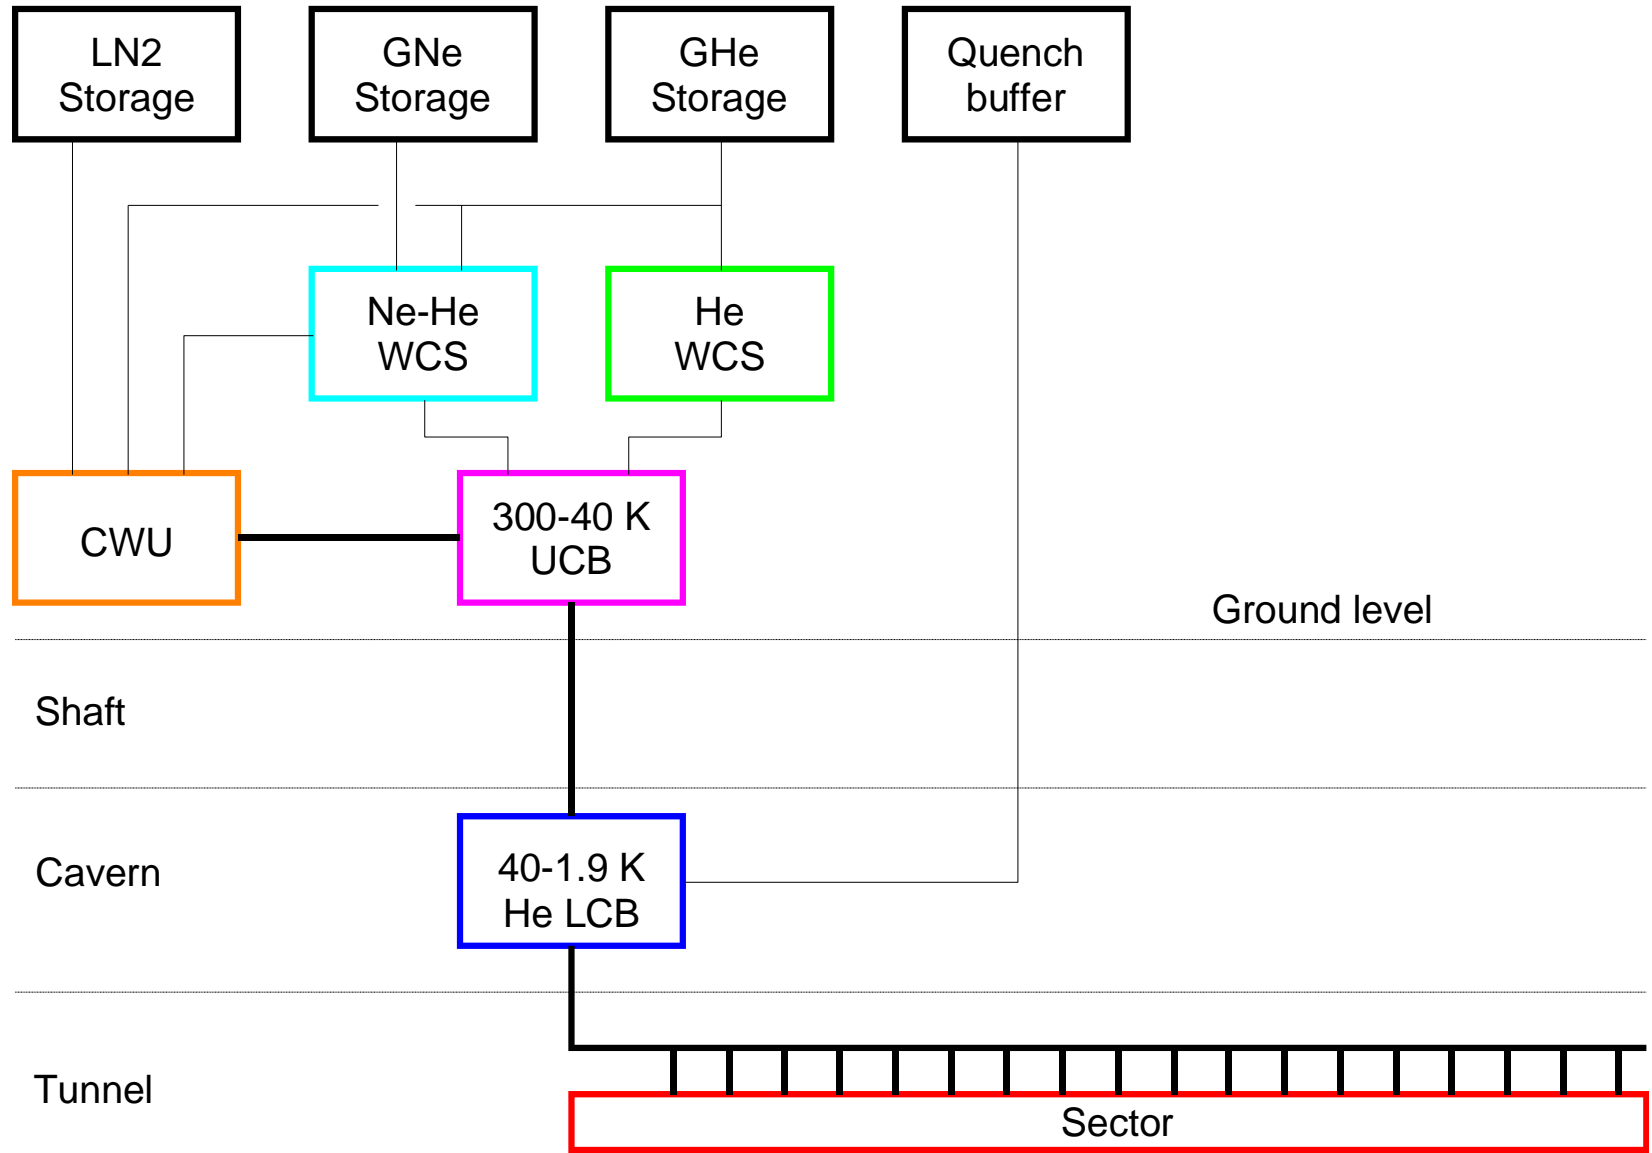 LN2
Storage
GNe
Storage
GHe
Storage
Quench
buffer
Ne-He
WCS
He
WCS
CWU
300-40 K
UCB
Ground level
Shaft
Cavern
40-1.9 K
He LCB
Tunnel
Sector